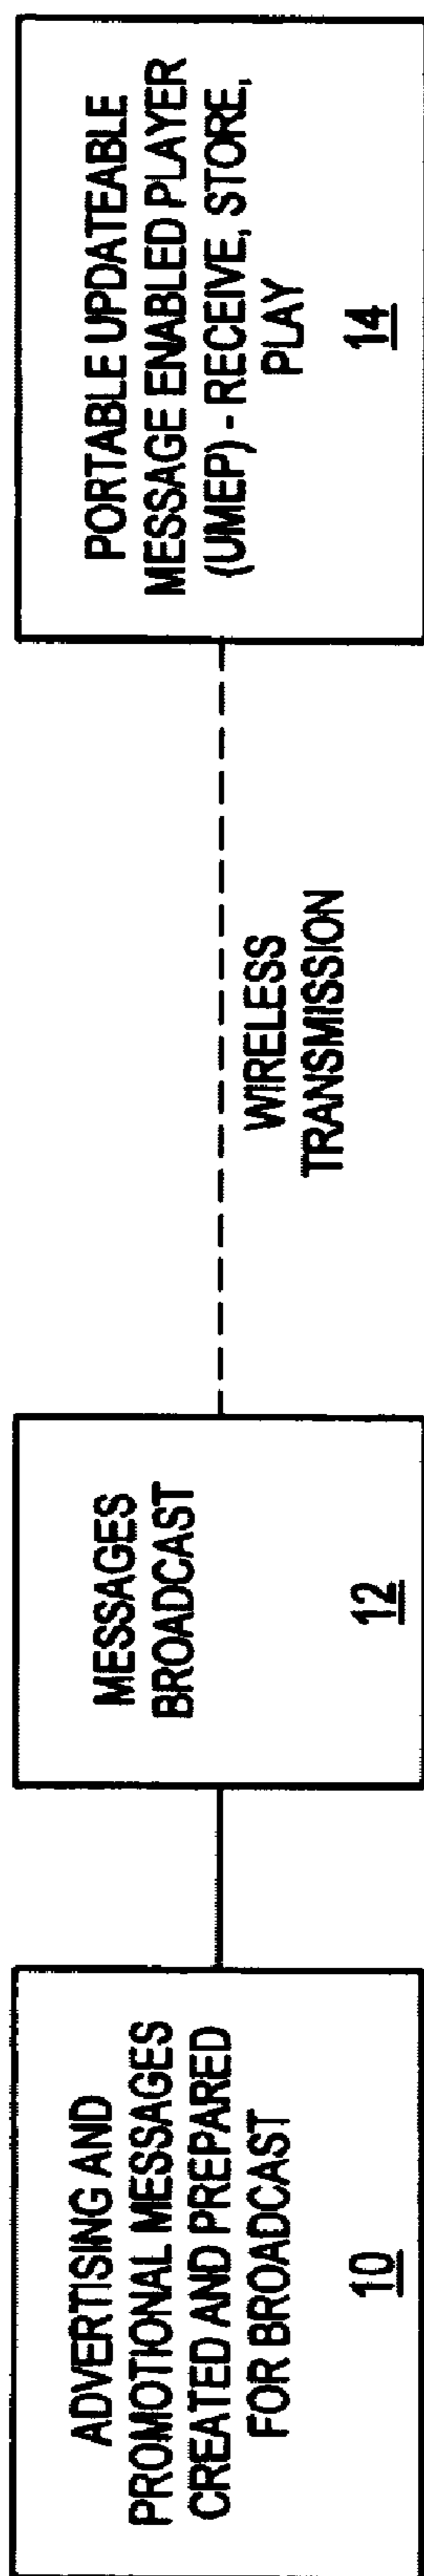 ADVERTISING AND
PROMOTIONAL MESSAGES
CREATED AND PREPARED
FOR BROADCAST
10
MESSAGES
BROADCAST
12
WIRELESS
TRANSMISSION
PORTABLE UPDATEABLE
MESSAGE ENABLED PLAYER
(UMEP) - RECEIVE, STORE,
PLAY
14